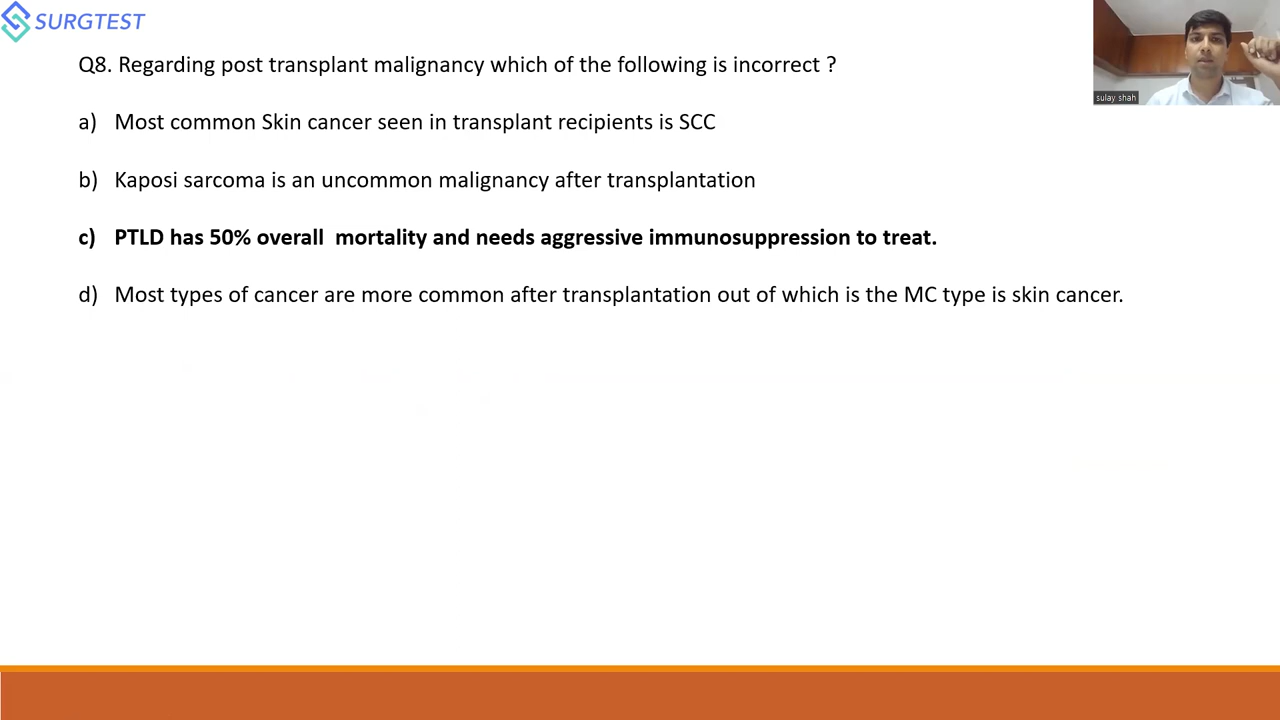 SURGTEST
Q8. Regarding post transplant malignancy which of the following is incorrect ?
a) Most common Skin cancer seen in transplant recipients is SCC
b) Kaposi sarcoma is an uncommon malignancy after transplantation
c) PTLD has 50% overall mortality and needs aggressive immunosuppression to treat.
d) Most types of cancer are more common after transplantation out of which is the MC type is skin cancer.
sulay shah